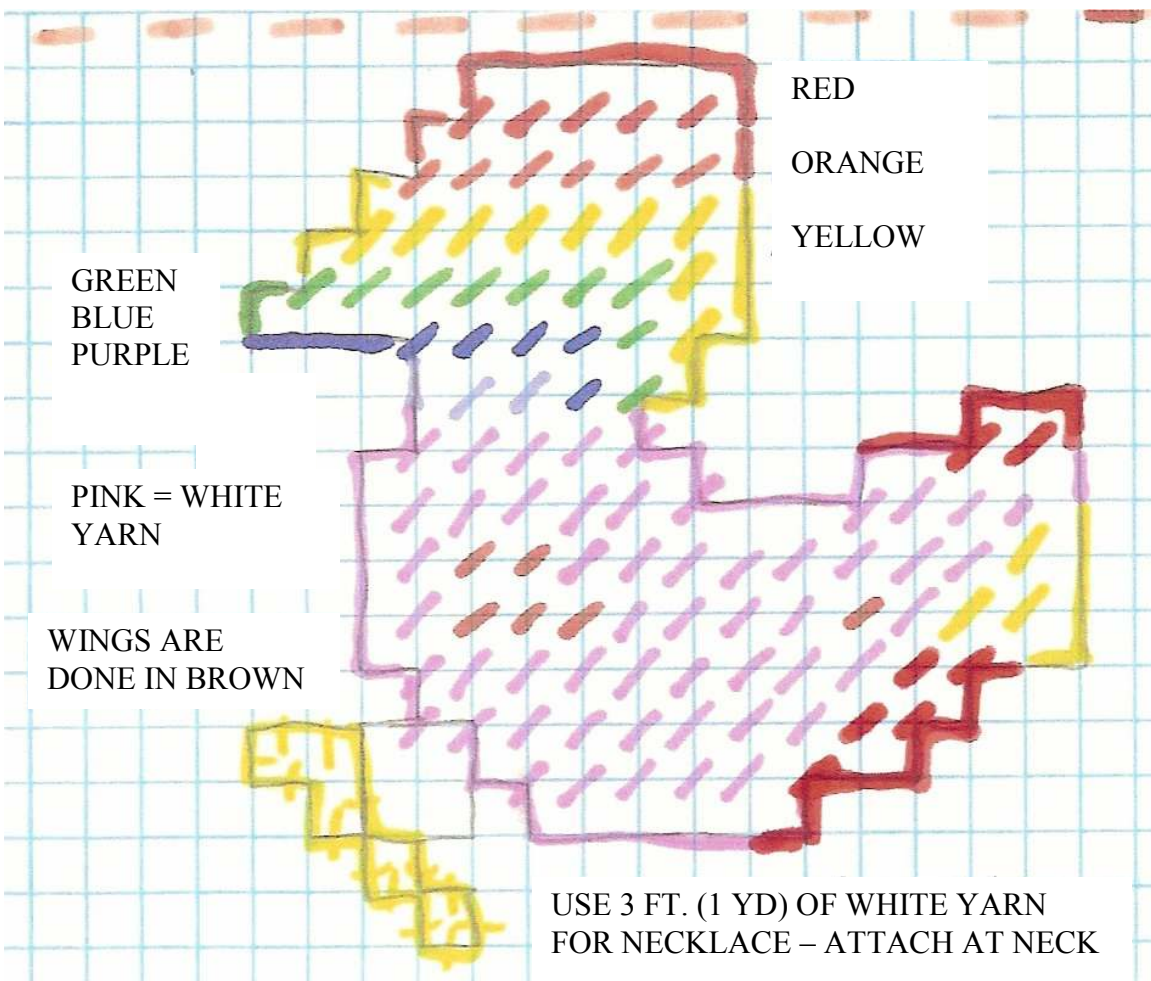 RED
ORANGE
YELLOW
GREEN
BLUE
PURPLE
PINK = WHITE
YARN
WINGS ARE
DONE IN BROWN
USE 3 FT. (1 YD) OF WHITE YARN
FOR NECKLACE – ATTACH AT NECK